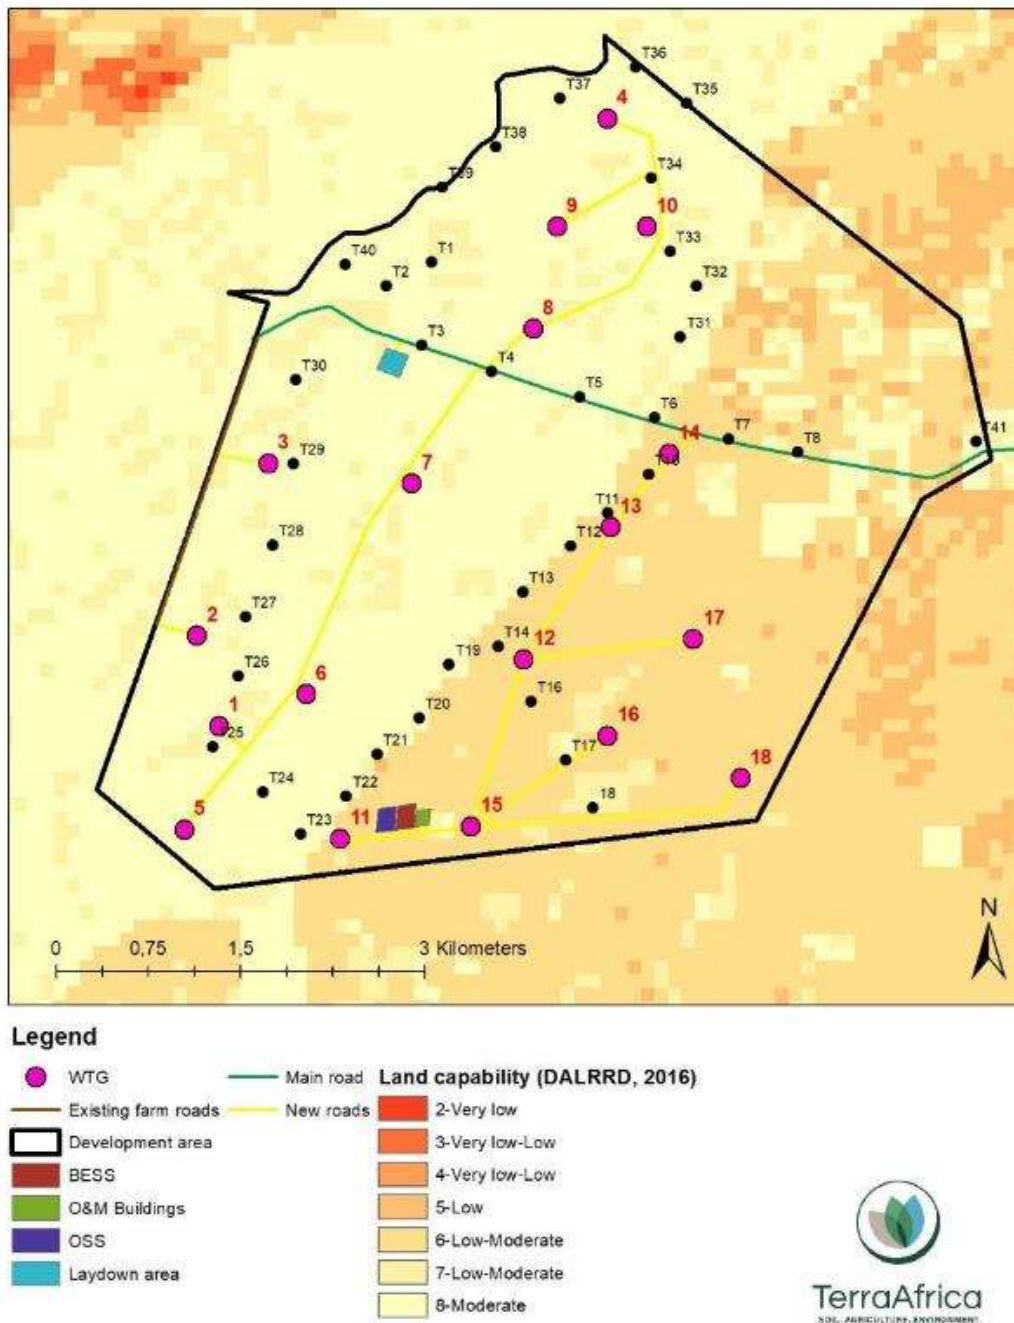 T36
T37
4
T35
T38
T34
T39
9
10
T33
T40
T1
T2
T32
8
T31
T3
T4
T30
T5
T6
T7
14
T8
T41
3
T29
7
T11
13
T28
T12
T13
2
T27
17
T14
12
T19
T26
6
T16
T20
1
16
T25
T21
T17
18
T24
T22
18
5
15
T23
11
N
0 0,75 1,5 3 Kilometers
Legend
WTG
Main road
Land capability (DALRRD, 2016)
Existing farm roads
New roads
2-Very low
Development area
3-Very low-Low
BESS
4-Very low-Low
O&M Buildings
5-Low
OSS
6-Low-Moderate
Laydown area
7-Low-Moderate
8-Moderate
TerraAfrica
SOIL. AGRICULTURE. ENVIRONMENT.